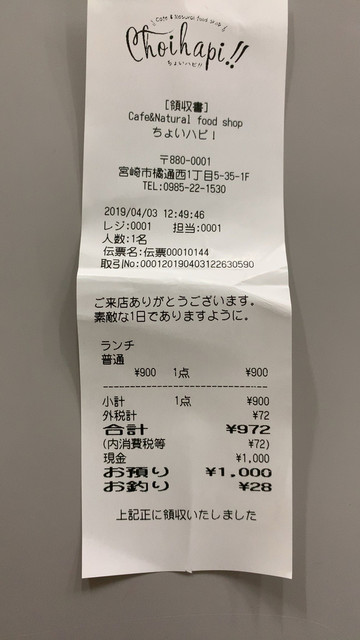 Cafe & Natural food shop
Choihapi!!
ちょいハピ!!
[領収書]
Cafe&Natural food shop
ちょいハピ!
〒880-0001
宮崎市橘通西1丁目5-35-1F
TEL:0985-22-1530
2019/04/03 12:49:46
レジ:0001 担当:0001
人数:1名
伝票名:伝票00010144
取引No:000120190403122630590
ご来店ありがとうございます。
素敵な1日でありますように。
ランチ
普通
¥900 1点 ¥900
小計 1点 ¥900
外税計 ¥72
合計 ¥972
(内消費税等 ¥72)
現金 ¥1,000
お預り ¥1,000
お釣り ¥28
上記正に領収いたしました